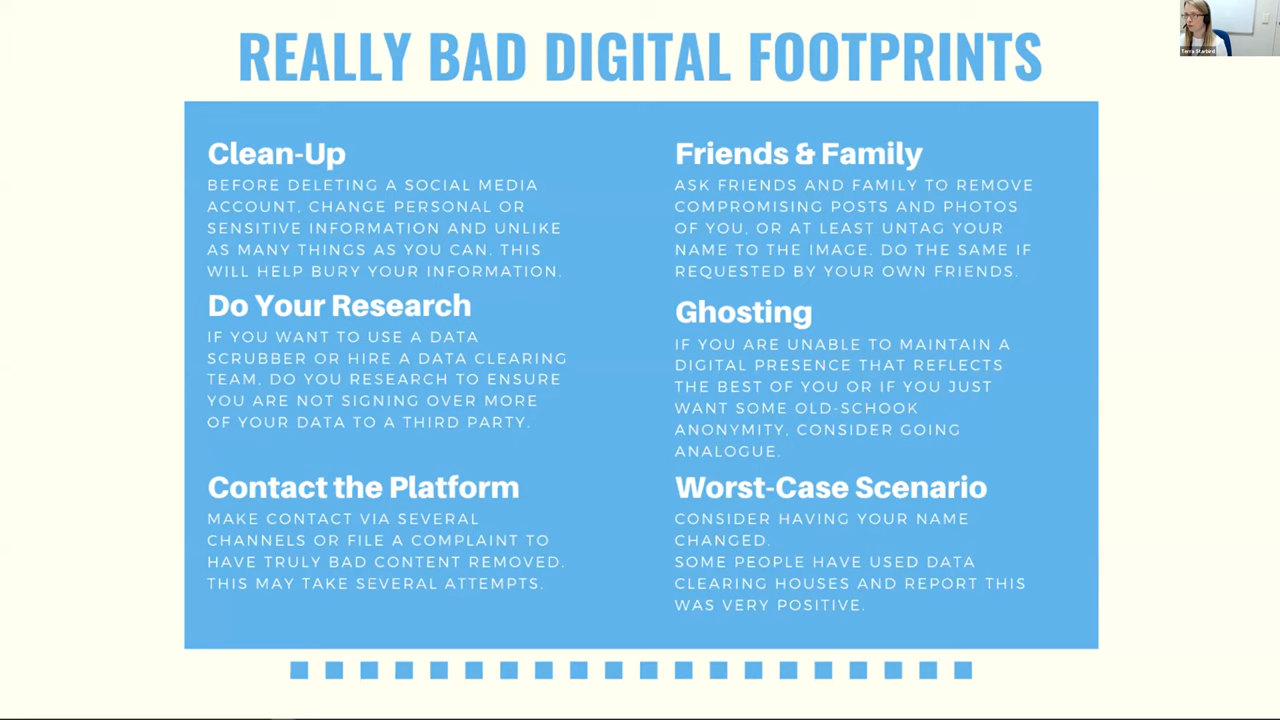 REALLY BAD DIGITAL FOOTPRINTS
Clean-Up
BEFORE DELETING A SOCIAL MEDIA
ACCOUNT, CHANGE PERSONAL OR
SENSITIVE INFORMATION AND UNLIKE
AS MANY THINGS AS YOU CAN. THIS
WILL HELP BURY YOUR INFORMATION.
Do Your Research
IF YOU WANT TO USE A DATA
SCRUBBER OR HIRE A DATA CLEARING
TEAM, DO YOU RESEARCH TO ENSURE
YOU ARE NOT SIGNING OVER MORE
OF YOUR DATA TO A THIRD PARTY.
Contact the Platform
MAKE CONTACT VIA SEVERAL
CHANNELS OR FILE A COMPLAINT TO
HAVE TRULY BAD CONTENT REMOVED.
THIS MAY TAKE SEVERAL ATTEMPTS.
Friends & Family
ASK FRIENDS AND FAMILY TO REMOVE
COMPROMISING POSTS AND PHOTOS
OF YOU, OR AT LEAST UNTAG YOUR
NAME TO THE IMAGE. DO THE SAME IF
REQUESTED BY YOUR OWN FRIENDS.
Ghosting
IF YOU ARE UNABLE TO MAINTAIN A
DIGITAL PRESENCE THAT REFLECTS
THE BEST OF YOU OR IF YOU JUST
WANT SOME OLD-SCHOOK
ANONYMITY, CONSIDER GOING
ANALOGUE.
Worst-Case Scenario
CONSIDER HAVING YOUR NAME
CHANGED.
SOME PEOPLE HAVE USED DATA
CLEARING HOUSES AND REPORT THIS
WAS VERY POSITIVE.
Terra Starbird